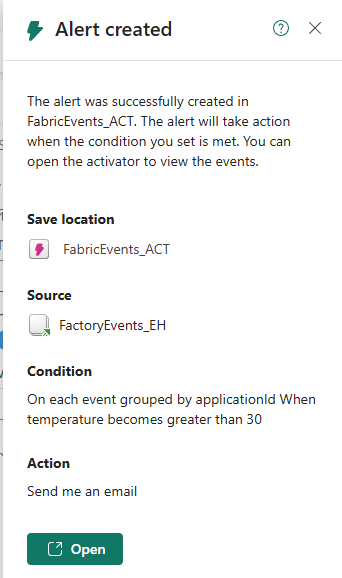 Alert created
The alert was successfully created in
FabricEvents_ACT. The alert will take action
when the condition you set is met. You can
open the activator to view the events.
Save location
FabricEvents_ACT
Source
FactoryEvents_EH
Condition
On each event grouped by applicationId When
temperature becomes greater than 30
Action
Send me an email
Open